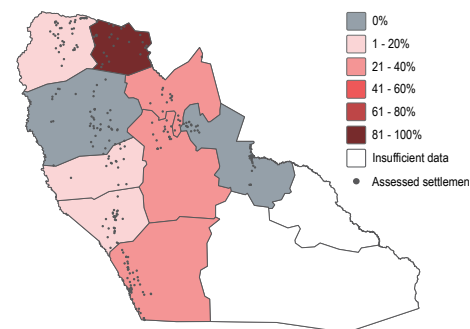 0%
1 - 20%
21 - 40%
41 - 60%
61 - 80%
81 - 100%
Insufficient data
Assessed settlemen